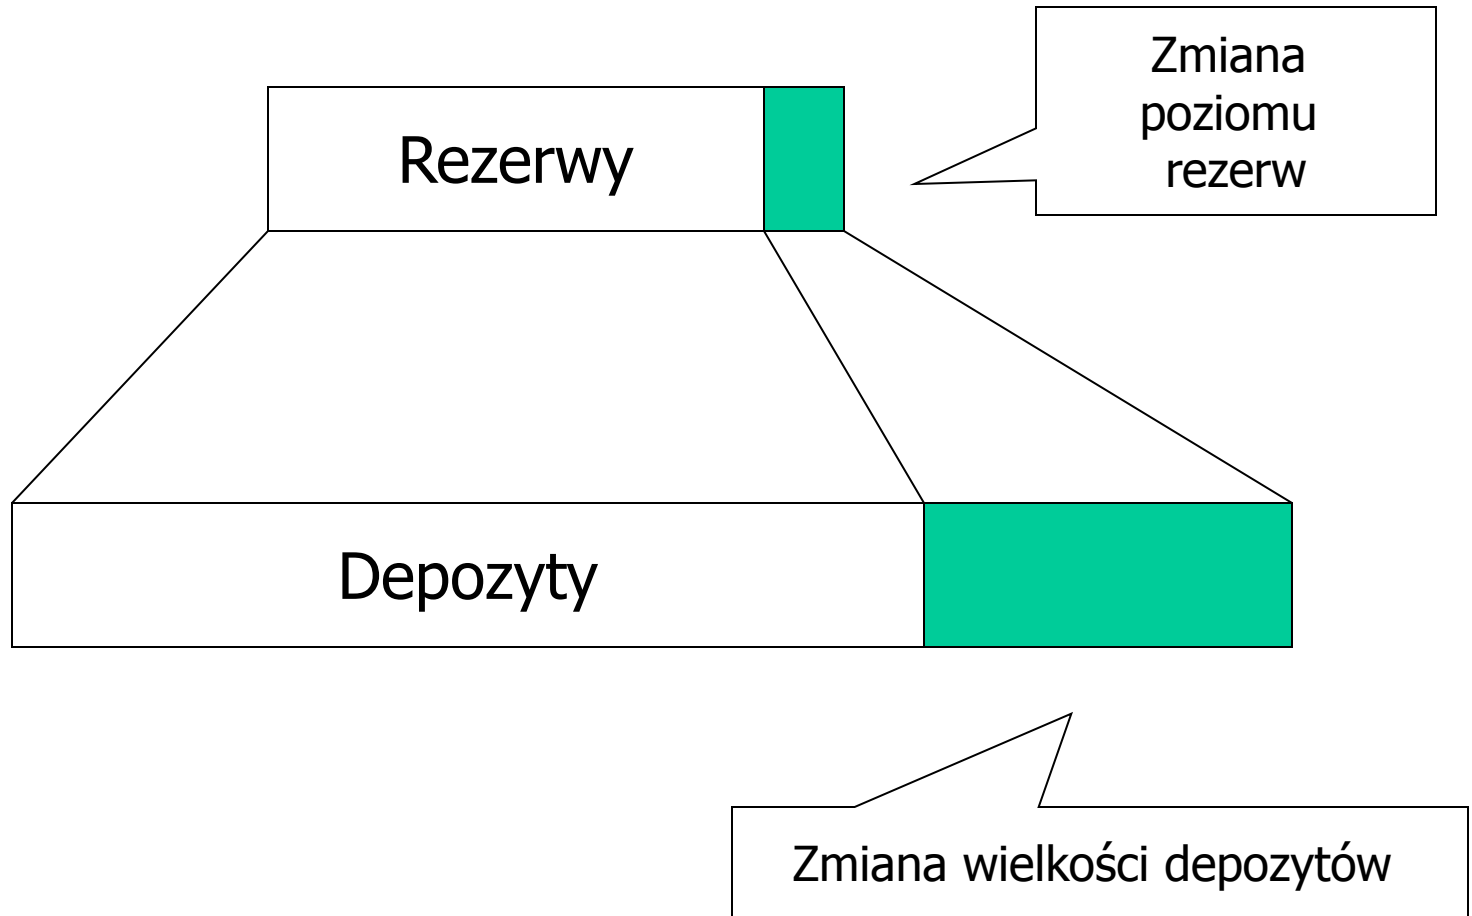 Zmiana
poziomu
rezerw
Rezerwy
Depozyty
Zmiana wielkości depozytów